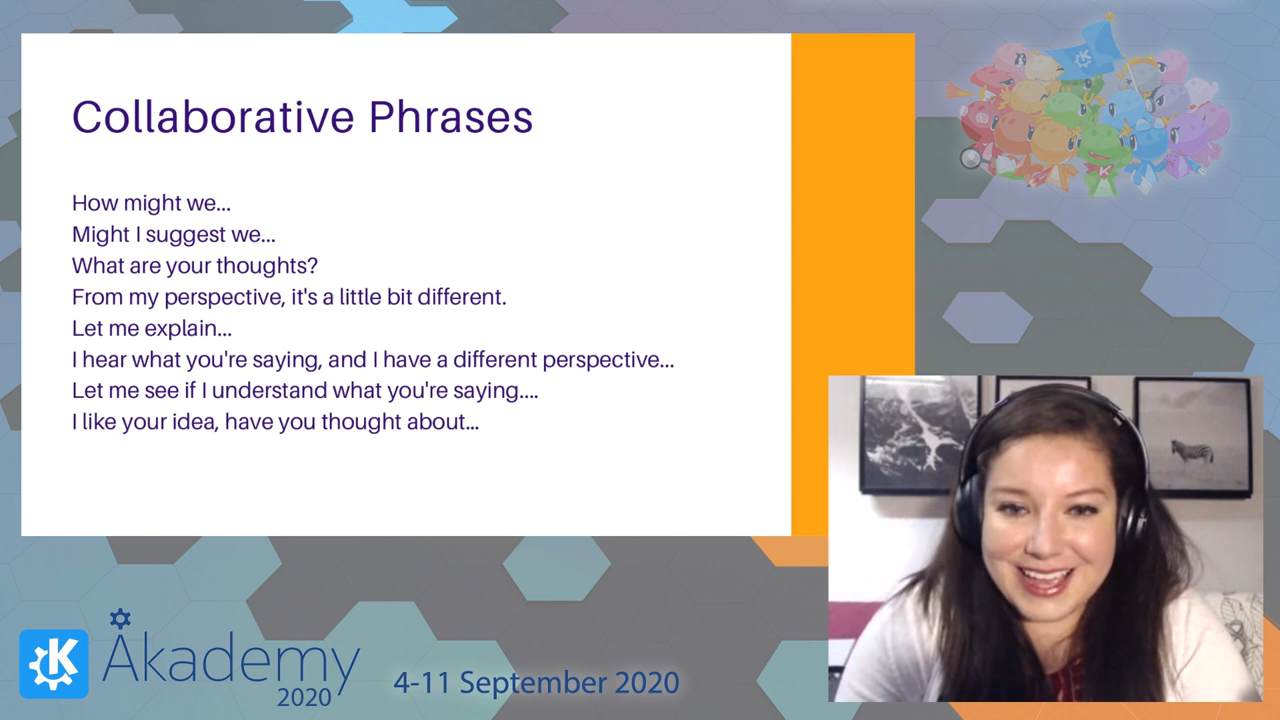 Collaborative Phrases
How might we...
Might I suggest we...
What are your thoughts?
From my perspective, it's a little bit different.
Let me explain...
I hear what you're saying, and I have a different perspective...
Let me see if I understand what you're saying....
I like your idea, have you thought about...
Akademy
2020
4-11 September 2020